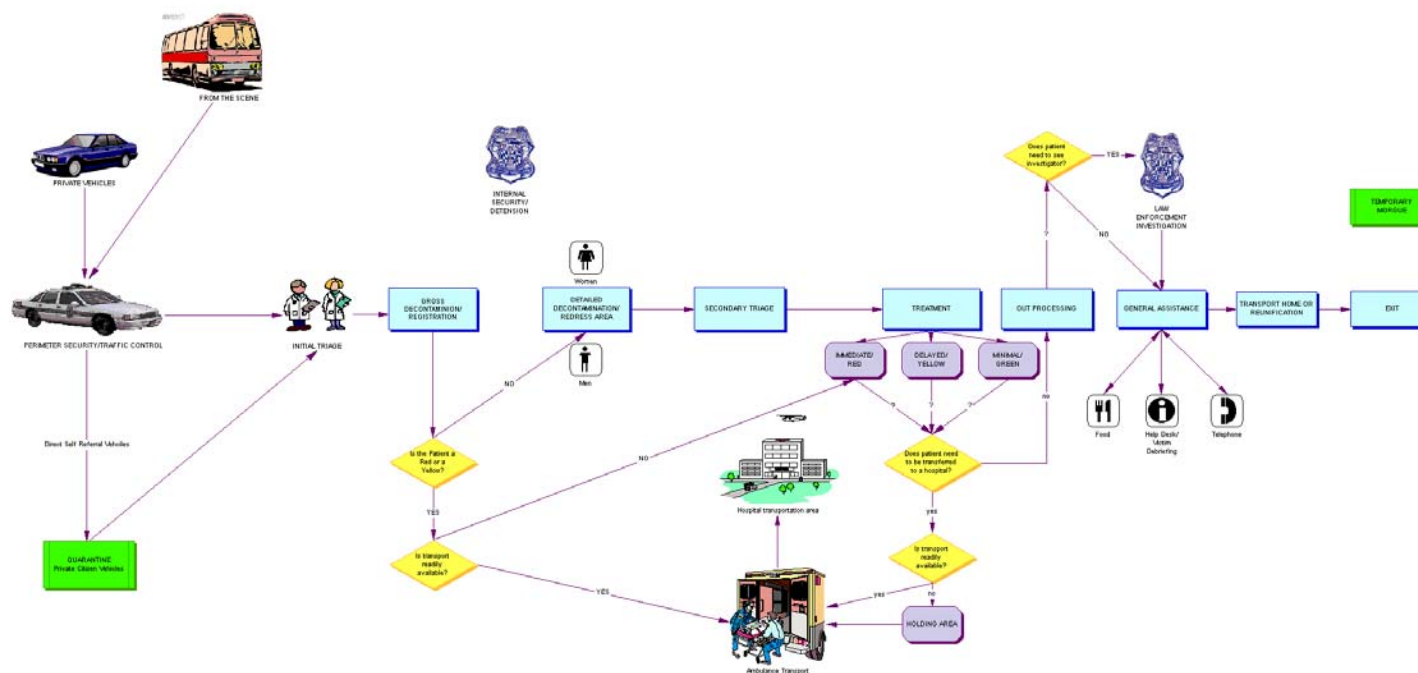 FROM THE SCENE
PRIVATE VEHICLES
INTERNAL
SECURITY/
DETENSION
Does patient
need to see
investigator?
YES
LAW
ENFORCEMENT
INVESTIGATION
TEMPORARY
MORGUE
NO
?
Women
PERIMETER SECURITY/TRAFFIC CONTROL
INITIAL TRIAGE
GROSS
DECONTAMINION/
REGISTRATION
DETAILED
DECONTAMINATION/
REDRESS AREA
SECONDARY TRIAGE
TREATMENT
OUT PROCESSING
GENERAL ASSISTANCE
TRANSPORT HOME OR
REUNIFICATION
EXIT
Men
IMMEDIATE/
RED
DELAYED/
YELLOW
MINIMAL/
GREEN
NO
no
?
?
?
Food
Help Desk/
Victim
Debriefing
Telephone
Direct Self Referral Vehicles
Is the Patient a
Red or a
Yellow?
NO
Does patient need
to be transferred
to a hospital?
Hospital transportation area
YES
yes
QUARANTINE
Private Citizen Vehicles
Is transport
readily
available?
Is transport
readily
available?
YES
yes
no
HOLDING AREA
Ambulance Transport